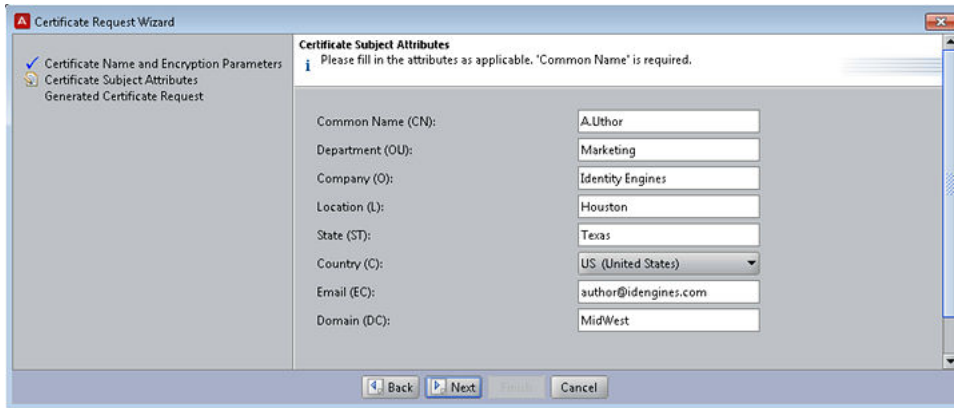 Certificate Request Wizard
Certificate Name and Encryption Parameters
Certificate Subject Attributes
Generated Certificate Request
Certificate Subject Attributes
Please fill in the attributes as applicable. 'Common Name' is required.
Common Name (CN): A.Uthor
Department (OU): Marketing
Company (O): Identity Engines
Location (L): Houston
State (ST): Texas
Country (C): US (United States)
Email (EC): author@idengines.com
Domain (DC): MidWest
Back Next Finish Cancel